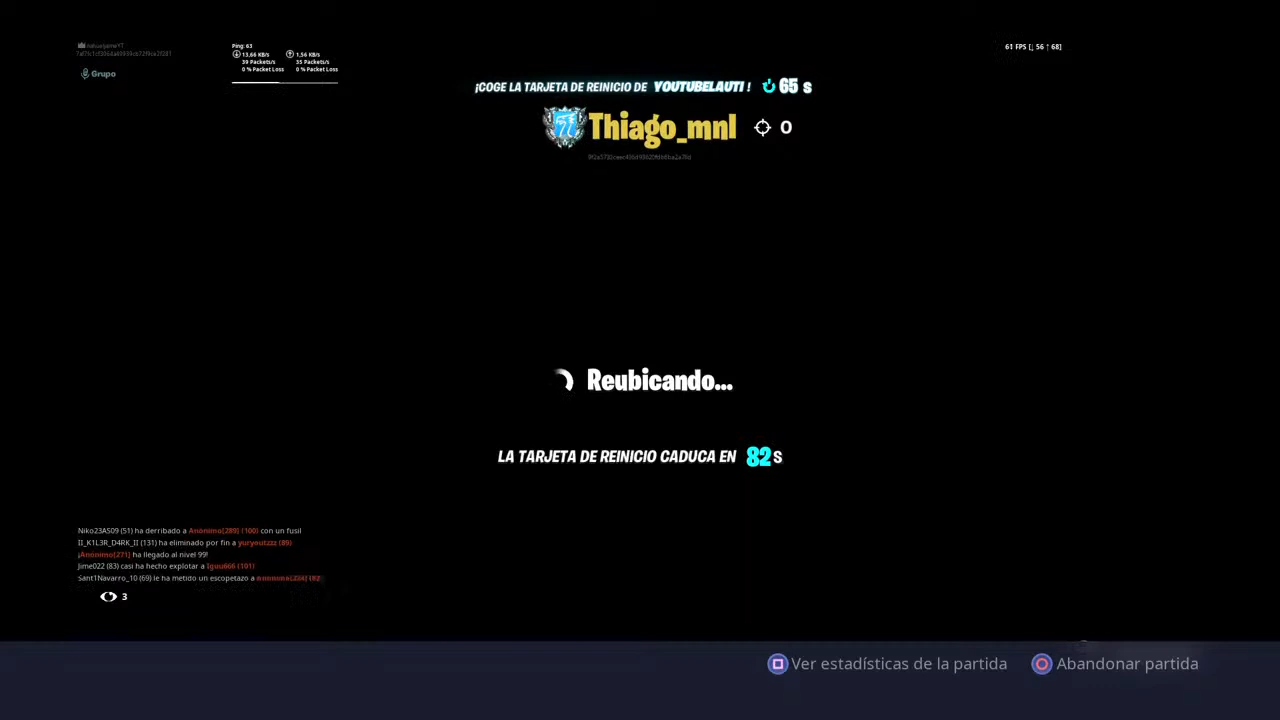 Ping: 63
13,66 KB/s
1,56 KB/s
39 Packets/s
35 Packets/s
0 % Packet Loss
0 % Packet Loss
61 FPS [↓ 56 ↑ 68]
Grupo
¡COGE LA TARJETA DE REINICIO DE YOUTUBELAUTI ! 65 S
Thiago_mnl 0
Reubicando...
LA TARJETA DE REINICIO CADUCA EN 82 S
Niko23AS09 (51) ha derribado a Anónimo[289] (100) con un fusil
II_K1L3R_D4RK_II (131) ha eliminado por fin a yuryoutzzz (89)
¡Anónimo[271] ha llegado al nivel 99!
Jime022 (83) casi ha hecho explotar a Iguu666 (101)
Sant1Navarro_10 (69) le ha metido un escopetazo a
3
Ver estadísticas de la partida
Abandonar partida